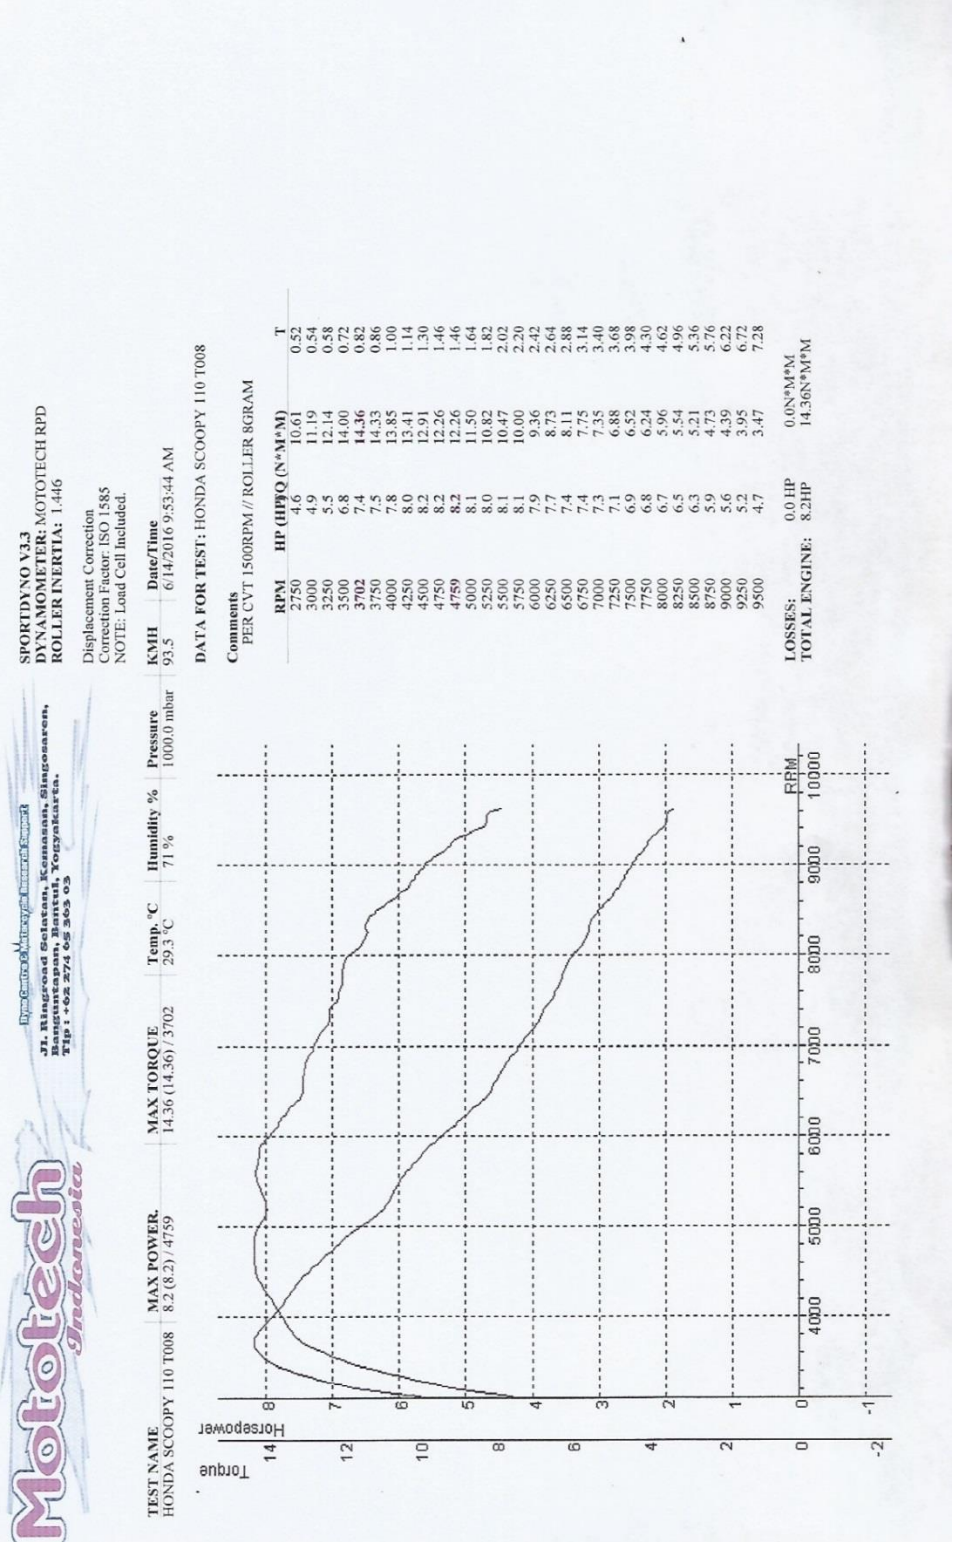 Mototech
Indonesia
Dyno Centre & Motorcycle Research Support
Jl. Ringroad Selatan, Kemasan, Singosaren,
Banguntapan, Bantul, Yogyakarta.
Tlp : +62 274 65 363 03
SPORTDYNO V3.3
DYNAMOMETER: MOTOTECH RPD
ROLLER INERTIA: 1.446
Displacement Correction
Correction Factor: ISO 1585
NOTE: Load Cell Included.
TEST NAME MAX POWER. MAX TORQUE Temp. °C Humidity % Pressure KMH Date/Time
HONDA SCOOPY 110 T008 8.2 (8.2) / 4759 14.36 (14.36) / 3702 29.3 °C 71 % 1000.0 mbar 93.5 6/14/2016 9:53:44 AM
DATA FOR TEST: HONDA SCOOPY 110 T008
Comments
PER CVT 1500RPM // ROLLER 8GRAM
Torque
Horsepower
14 8
12 7
10 6
8 5
6 4
3
4 2
2 1
0 0
-2 -1
4000 5000 6000 7000 8000 9000 10000
RPM
RPM HP (HP)TQ (N*M*M) T
2750 4.6 10.61 0.52
3000 4.9 11.19 0.54
3250 5.5 12.14 0.58
3500 6.8 14.00 0.72
3702 7.4 14.36 0.82
3750 7.5 14.33 0.86
4000 7.8 13.85 1.00
4250 8.0 13.41 1.14
4500 8.2 12.91 1.30
4750 8.2 12.26 1.46
4759 8.2 12.26 1.46
5000 8.1 11.50 1.64
5250 8.0 10.82 1.82
5500 8.1 10.47 2.02
5750 8.1 10.00 2.20
6000 7.9 9.36 2.42
6250 7.7 8.73 2.64
6500 7.4 8.11 2.88
6750 7.4 7.75 3.14
7000 7.3 7.35 3.40
7250 7.1 6.88 3.68
7500 6.9 6.52 3.98
7750 6.8 6.24 4.30
8000 6.7 5.96 4.62
8250 6.5 5.54 4.96
8500 6.3 5.21 5.36
8750 5.9 4.73 5.76
9000 5.6 4.39 6.22
9250 5.2 3.95 6.72
9500 4.7 3.47 7.28
LOSSES: 0.0 HP 0.0N*M*M
TOTAL ENGINE: 8.2HP 14.36N*M*M